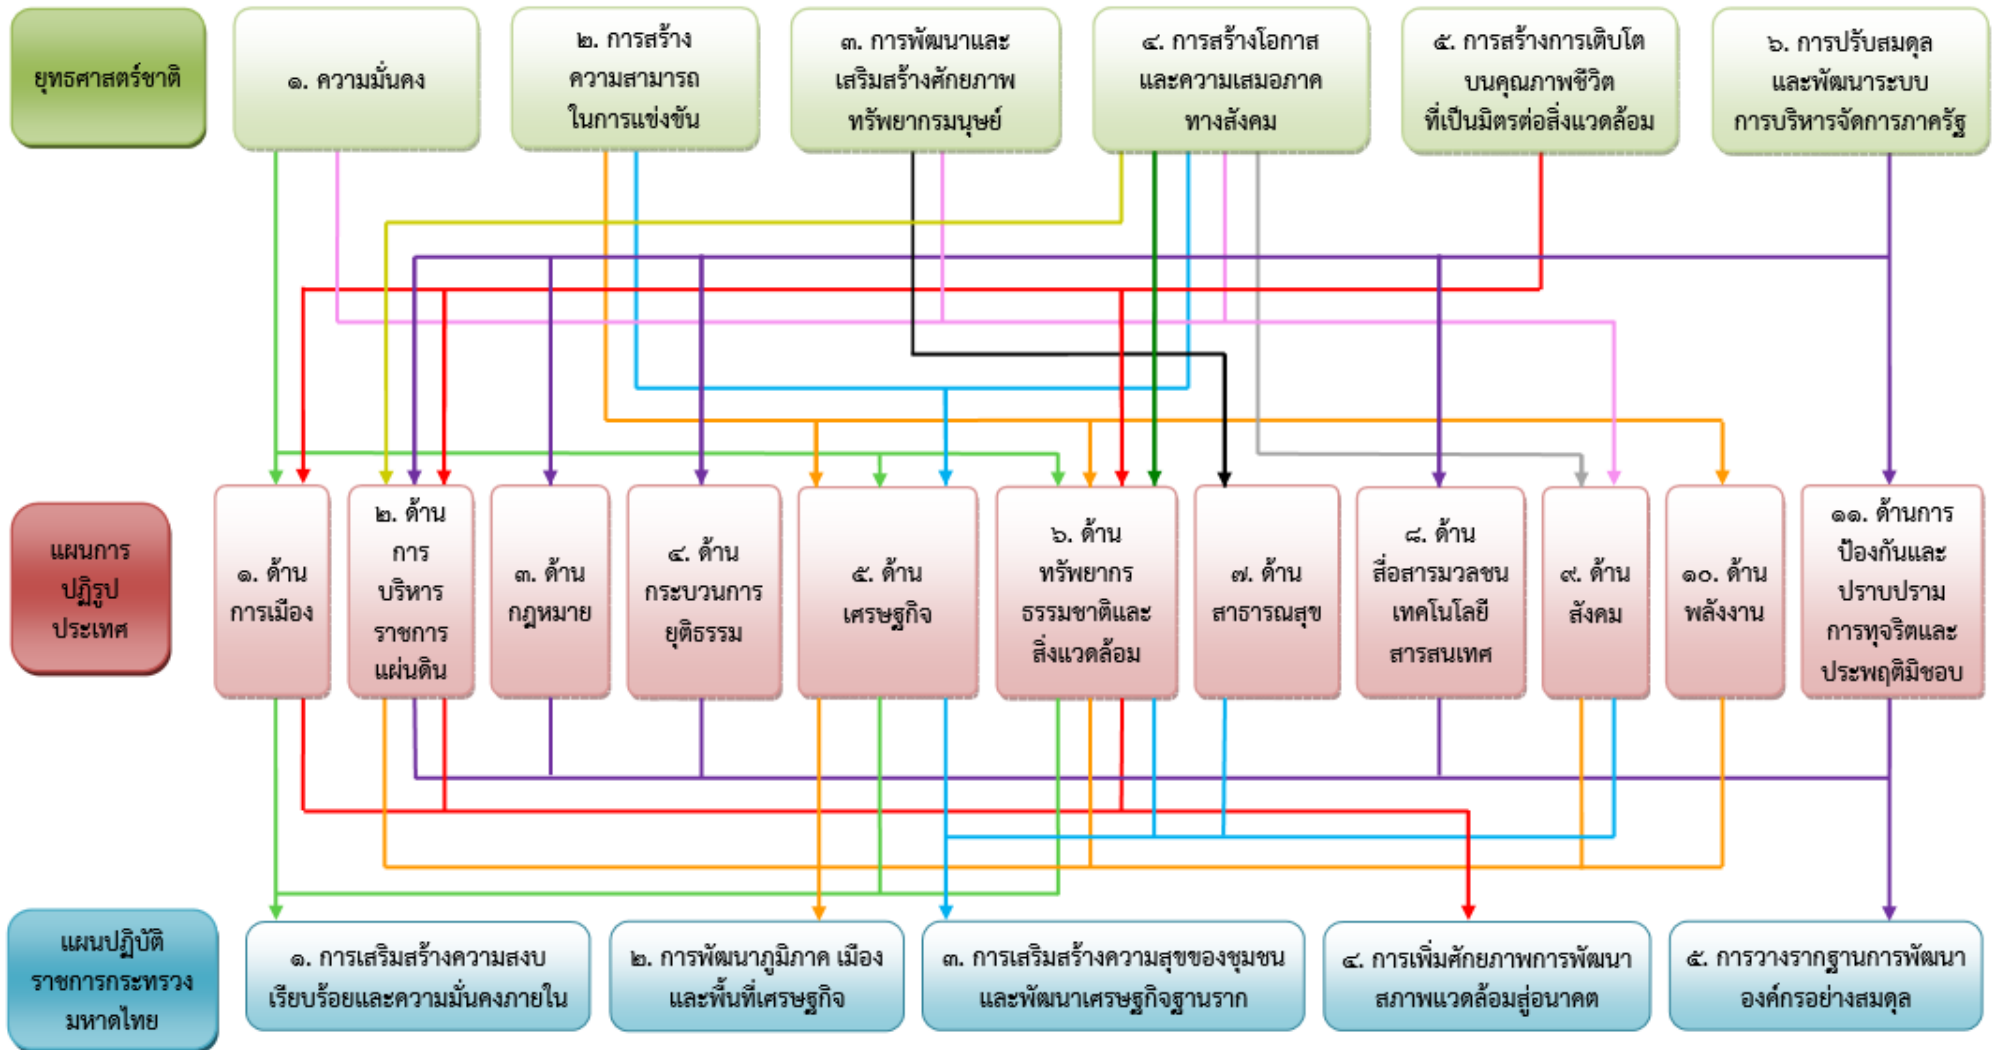 ยุทธศาสตร์ชาติ
๑. ความมั่นคง
๒. การสร้าง
ความสามารถ
ในการแข่งขัน
๓. การพัฒนาและ
เสริมสร้างศักยภาพ
ทรัพยากรมนุษย์
๔. การสร้างโอกาส
และความเสมอภาค
ทางสังคม
๕. การสร้างการเติบโต
บนคุณภาพชีวิต
ที่เป็นมิตรต่อสิ่งแวดล้อม
๖. การปรับสมดุล
และพัฒนาระบบ
การบริหารจัดการภาครัฐ
แผนการ
ปฏิรูป
ประเทศ
๑. ด้าน
การเมือง
๒. ด้าน
การ
บริหาร
ราชการ
แผ่นดิน
๓. ด้าน
กฎหมาย
๔. ด้าน
กระบวนการ
ยุติธรรม
๕. ด้าน
เศรษฐกิจ
๖. ด้าน
ทรัพยากร
ธรรมชาติและ
สิ่งแวดล้อม
๗. ด้าน
สาธารณสุข
๘. ด้าน
สื่อสารมวลชน
เทคโนโลยี
สารสนเทศ
๙. ด้าน
สังคม
๑๐. ด้าน
พลังงาน
๑๑. ด้านการ
ป้องกันและ
ปราบปราม
การทุจริตและ
ประพฤติมิชอบ
แผนปฏิบัติ
ราชการกระทรวง
มหาดไทย
๑. การเสริมสร้างความสงบ
เรียบร้อยและความมั่นคงภายใน
๒. การพัฒนาภูมิภาค เมือง
และพื้นที่เศรษฐกิจ
๓. การเสริมสร้างความสุขของชุมชน
และพัฒนาเศรษฐกิจฐานราก
๔. การเพิ่มศักยภาพการพัฒนา
สภาพแวดล้อมสู่อนาคต
๕. การวางรากฐานการพัฒนา
องค์กรอย่างสมดุล